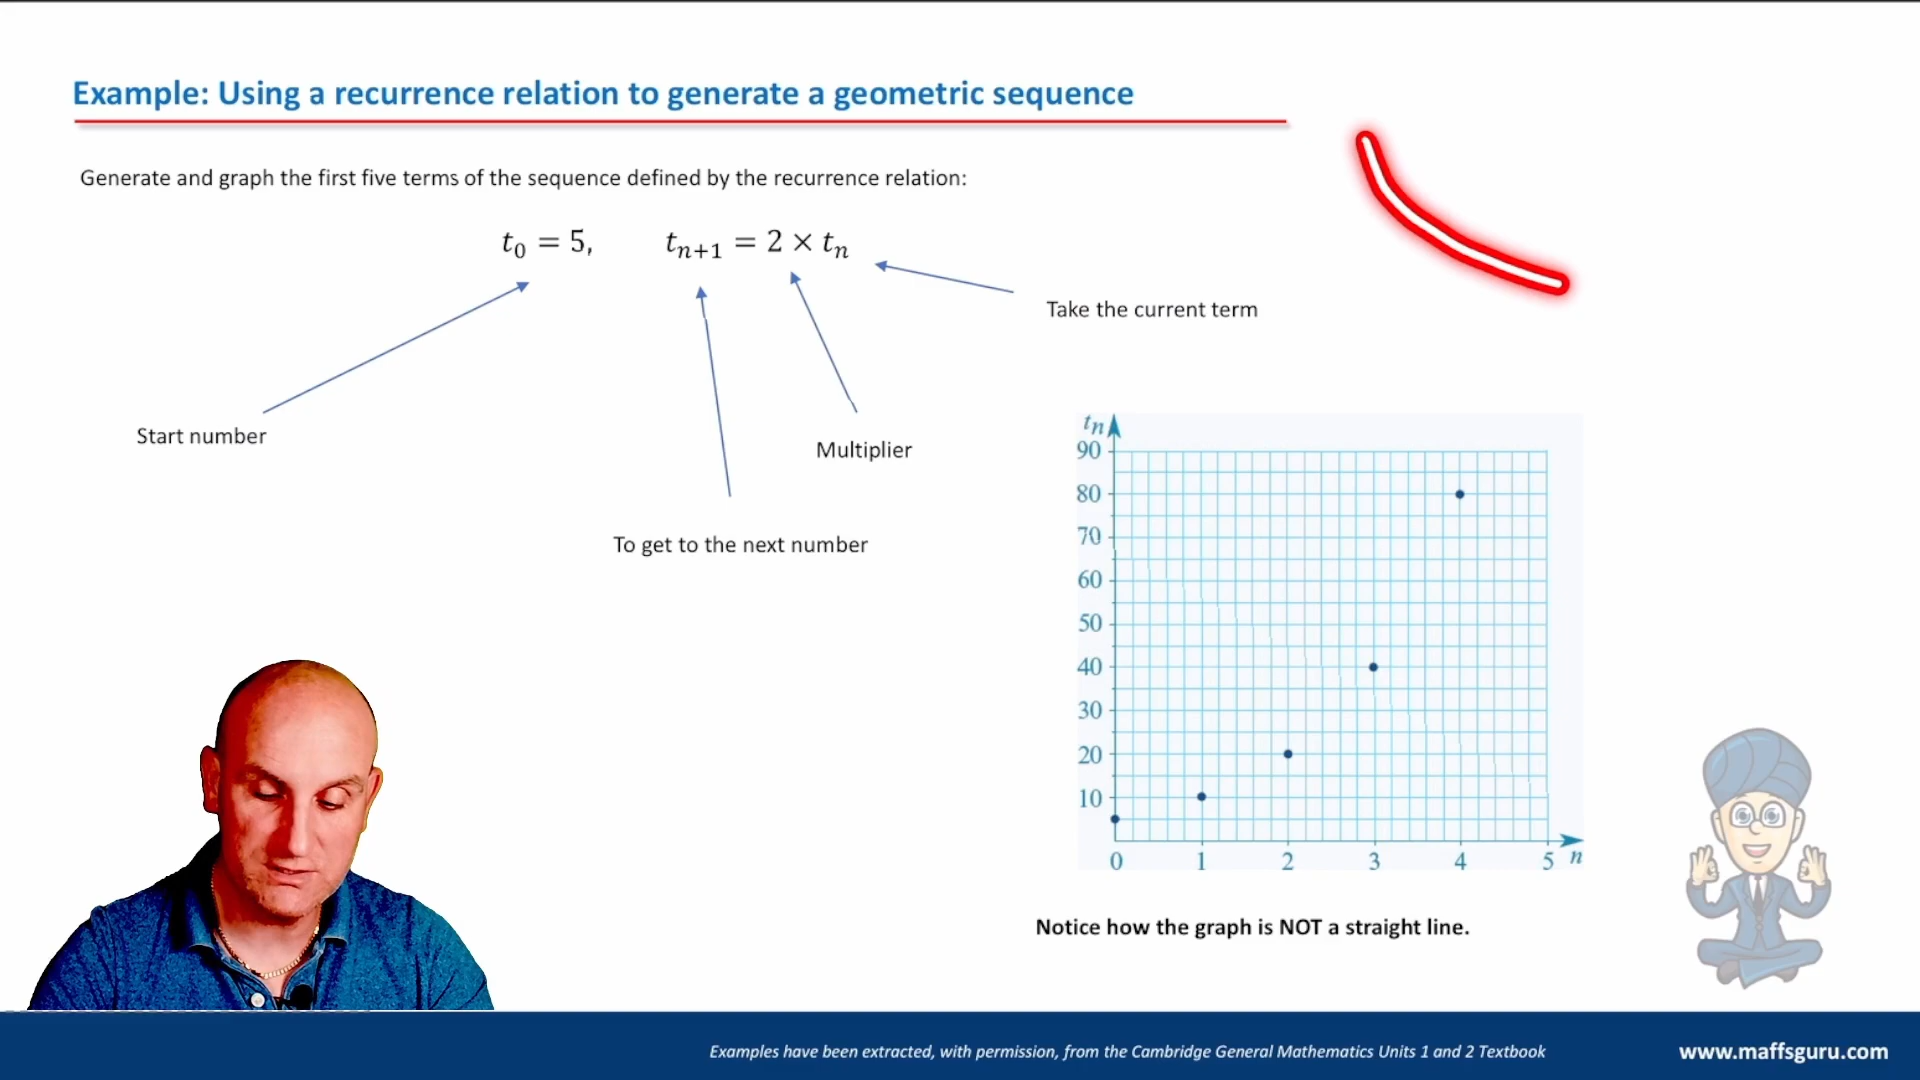 Example: Using a recurrence relation to generate a geometric sequence
Generate and graph the first five terms of the sequence defined by the recurrence relation:
t₀ = 5, tₙ₊₁ = 2 × tₙ
Take the current term
Start number
Multiplier
To get to the next number
tₙ
90
80
70
60
50
40
30
20
10
0 1 2 3 4 5 n
Notice how the graph is NOT a straight line.
Examples have been extracted, with permission, from the Cambridge General Mathematics Units 1 and 2 Textbook
www.maffsguru.com